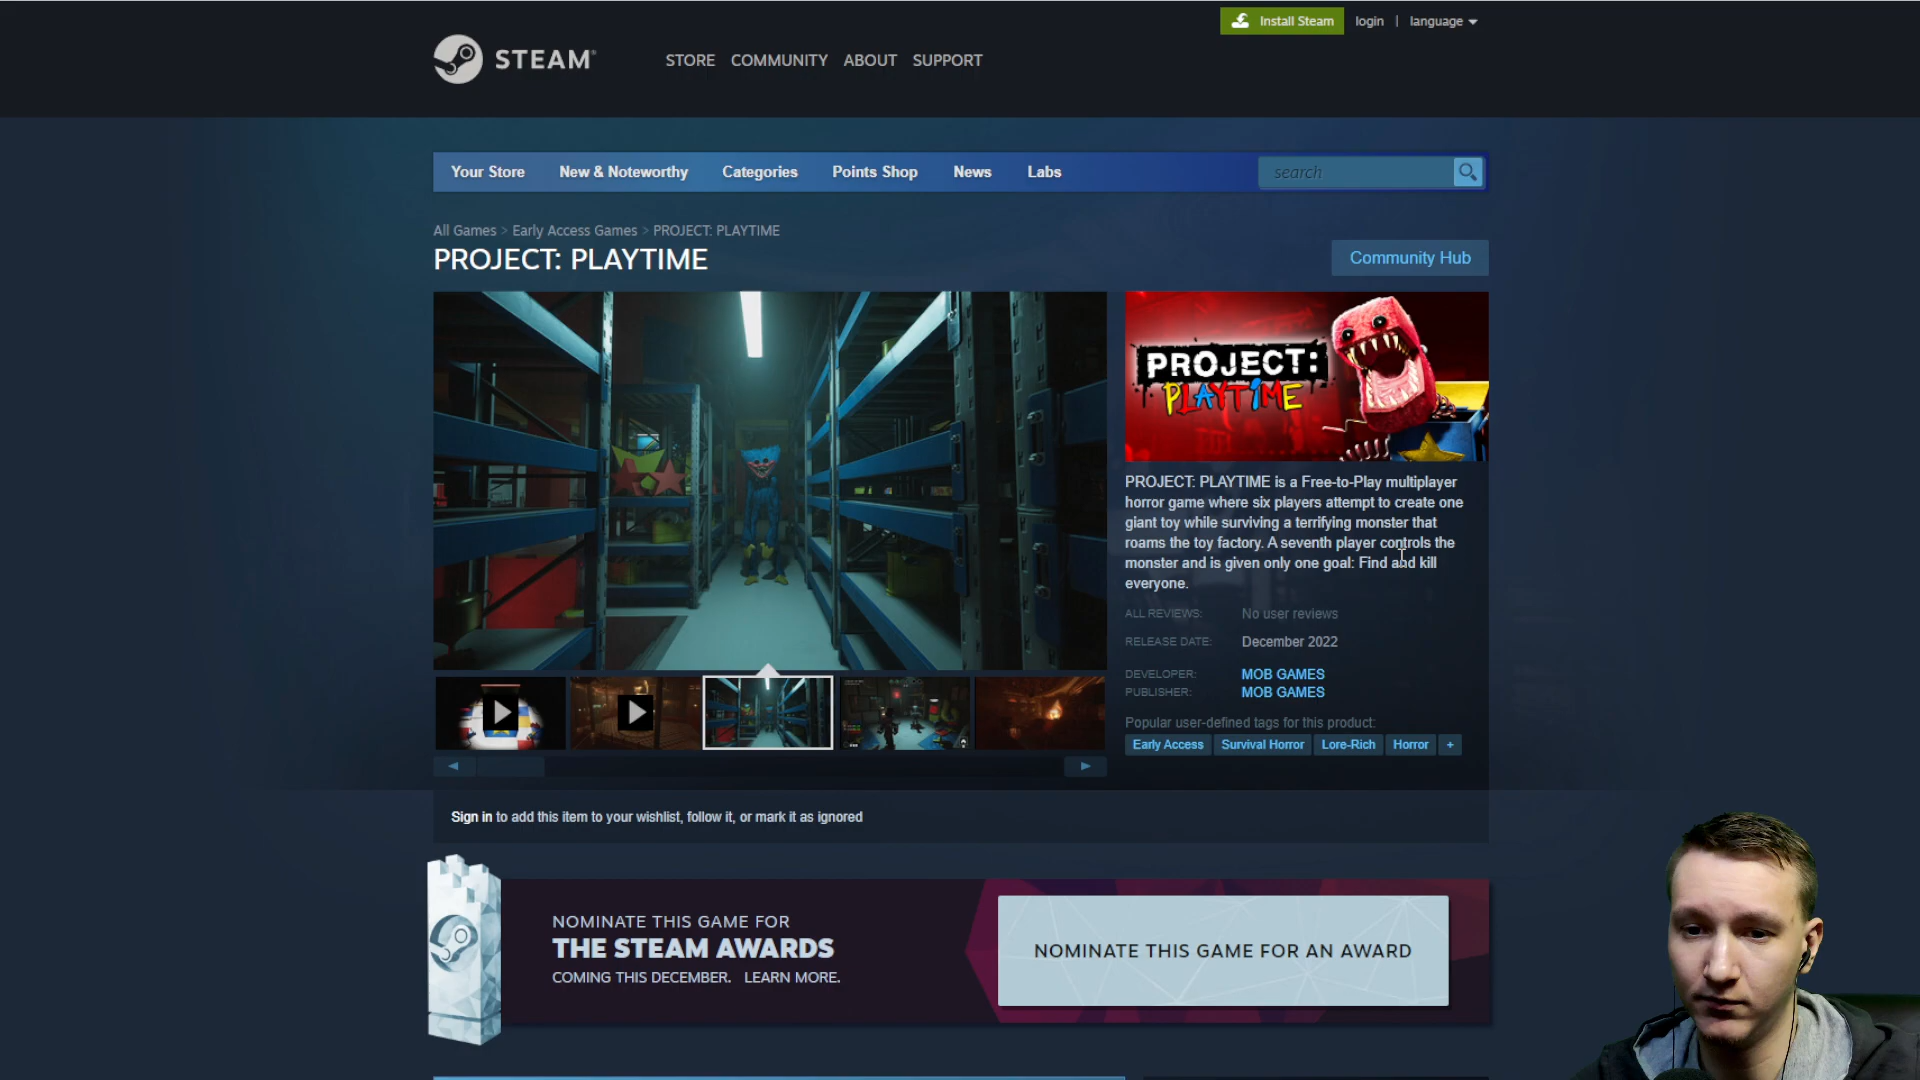 Install Steam login | language
STEAM
STORE COMMUNITY ABOUT SUPPORT
Your Store New & Noteworthy Categories Points Shop News Labs search
All Games > Early Access Games > PROJECT: PLAYTIME
PROJECT: PLAYTIME
Community Hub
PROJECT:
PLAYTIME
PROJECT: PLAYTIME is a Free-to-Play multiplayer
horror game where six players attempt to create one
giant toy while surviving a terrifying monster that
roams the toy factory. A seventh player controls the
monster and is given only one goal: Find and kill
everyone.
ALL REVIEWS: No user reviews
RELEASE DATE: December 2022
DEVELOPER: MOB GAMES
PUBLISHER: MOB GAMES
Popular user-defined tags for this product:
Early Access Survival Horror Lore-Rich Horror +
Sign in to add this item to your wishlist, follow it, or mark it as ignored
NOMINATE THIS GAME FOR
THE STEAM AWARDS
COMING THIS DECEMBER. LEARN MORE.
NOMINATE THIS GAME FOR AN AWARD